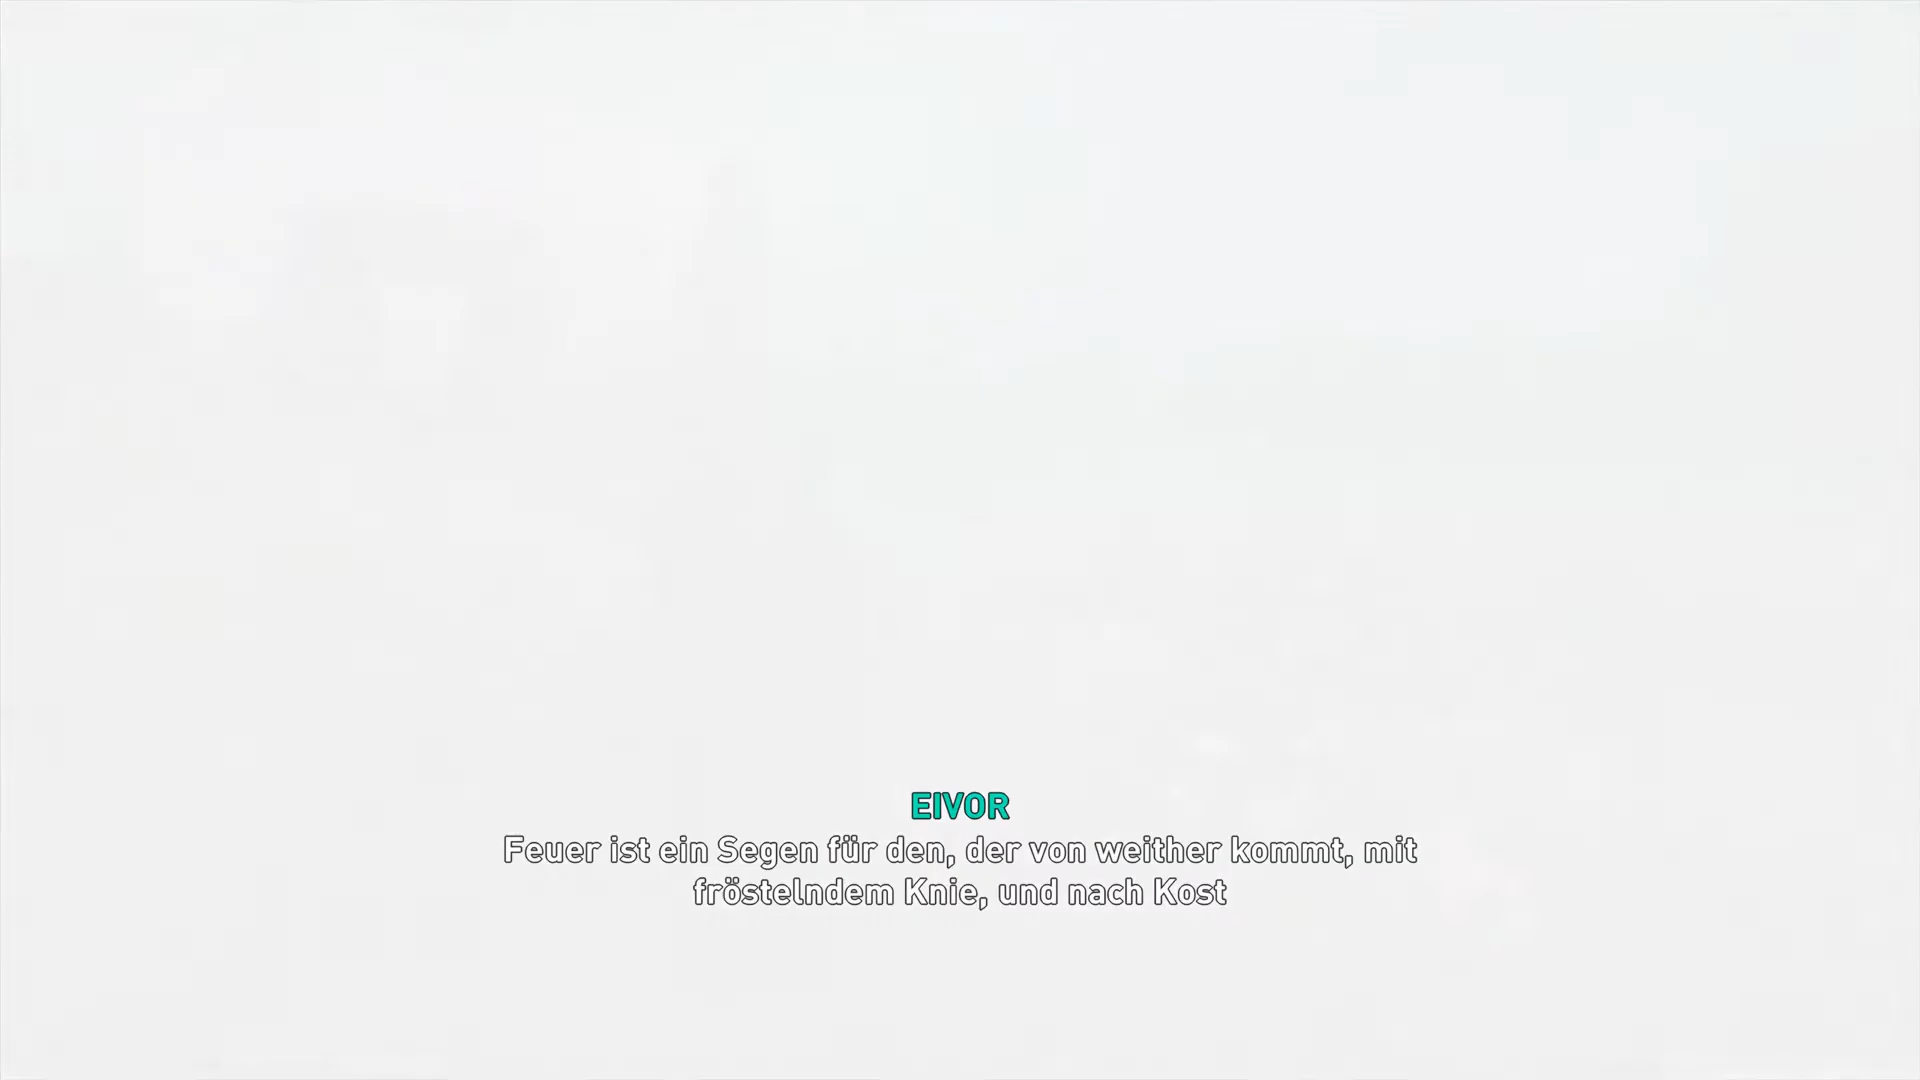 EIVOR
Feuer ist ein Segen für den, der von weither kommt, mit
fröstelndem Knie, und nach Kost